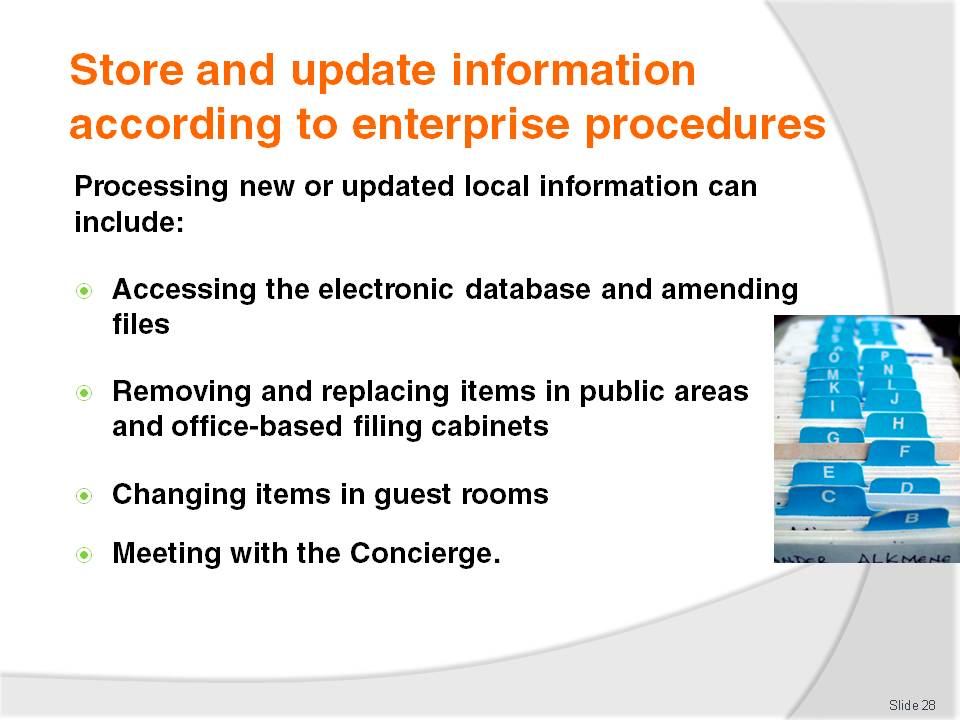 Store and update information
according to enterprise procedures
Processing new or updated local information can
include:
Accessing the electronic database and amending
files
Removing and replacing items in public areas
and office-based filing cabinets
Changing items in guest rooms
Meeting with the Concierge.
O
P
M
N
K
L
I
J
H
G
F
E
D
C
B
ALKMENE
Slide 28